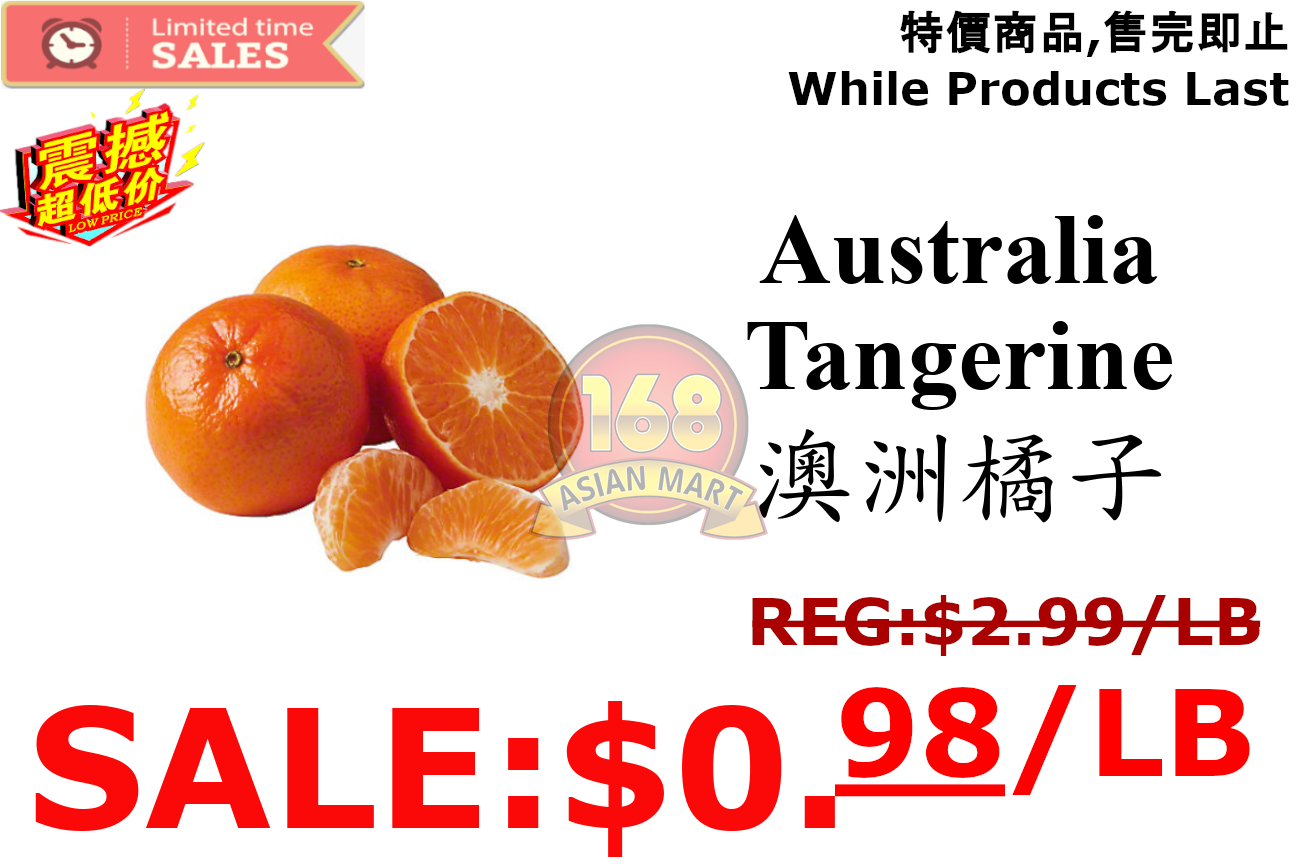 Limited time
SALES
特價商品,售完即止
While Products Last
震撼
超低价
LOW PRICE
Australia
Tangerine
澳洲橘子
168
ASIAN MART
REG:$2.99/LB
SALE:$0.98/LB